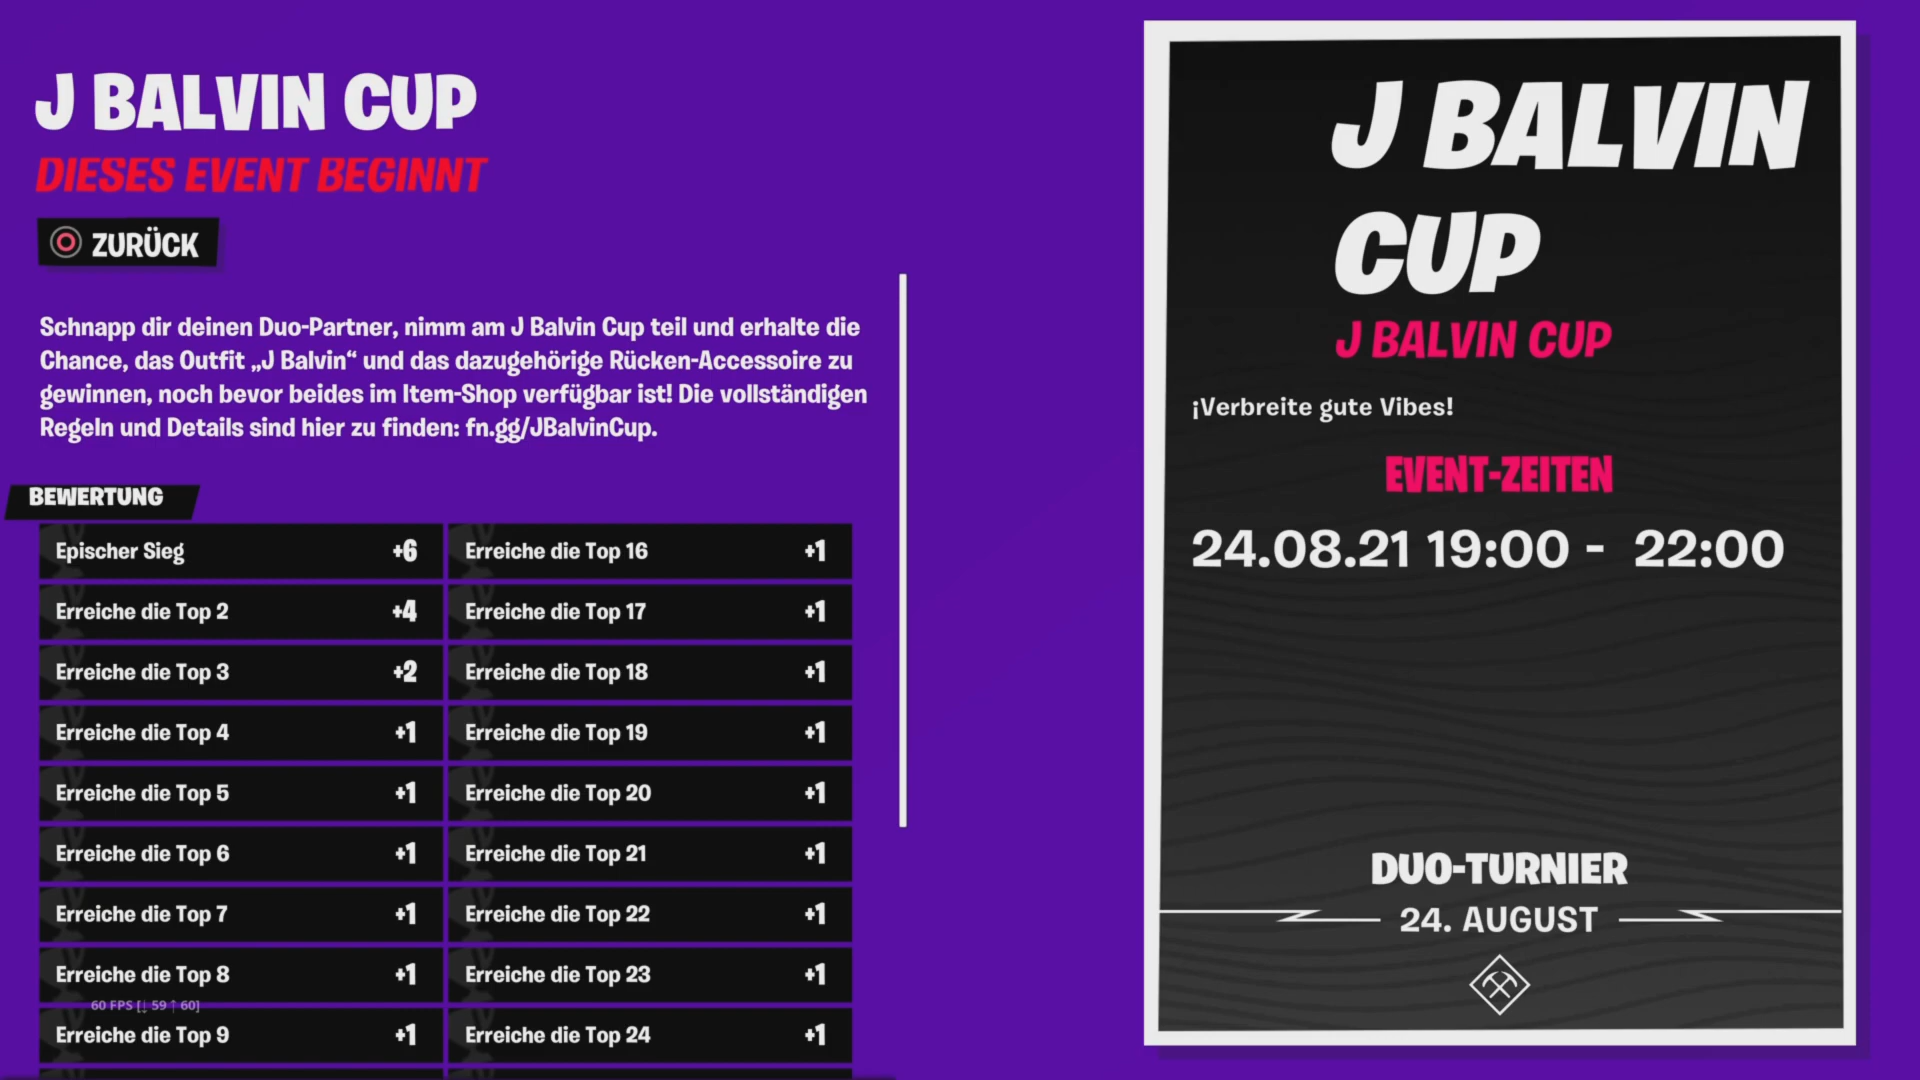 J BALVIN CUP
DIESES EVENT BEGINNT
ZURÜCK
Schnapp dir deinen Duo-Partner, nimm am J Balvin Cup teil und erhalte die
Chance, das Outfit „J Balvin“ und das dazugehörige Rücken-Accessoire zu
gewinnen, noch bevor beides im Item-Shop verfügbar ist! Die vollständigen
Regeln und Details sind hier zu finden: fn.gg/JBalvinCup.
BEWERTUNG
Epischer Sieg +6
Erreiche die Top 2 +4
Erreiche die Top 3 +2
Erreiche die Top 4 +1
Erreiche die Top 5 +1
Erreiche die Top 6 +1
Erreiche die Top 7 +1
Erreiche die Top 8 +1
60 FPS [↓ 59 ↑ 60]
Erreiche die Top 9 +1
Erreiche die Top 16 +1
Erreiche die Top 17 +1
Erreiche die Top 18 +1
Erreiche die Top 19 +1
Erreiche die Top 20 +1
Erreiche die Top 21 +1
Erreiche die Top 22 +1
Erreiche die Top 23 +1
Erreiche die Top 24 +1
J BALVIN
CUP
J BALVIN CUP
¡Verbreite gute Vibes!
EVENT-ZEITEN
24.08.21 19:00 - 22:00
DUO-TURNIER
24. AUGUST